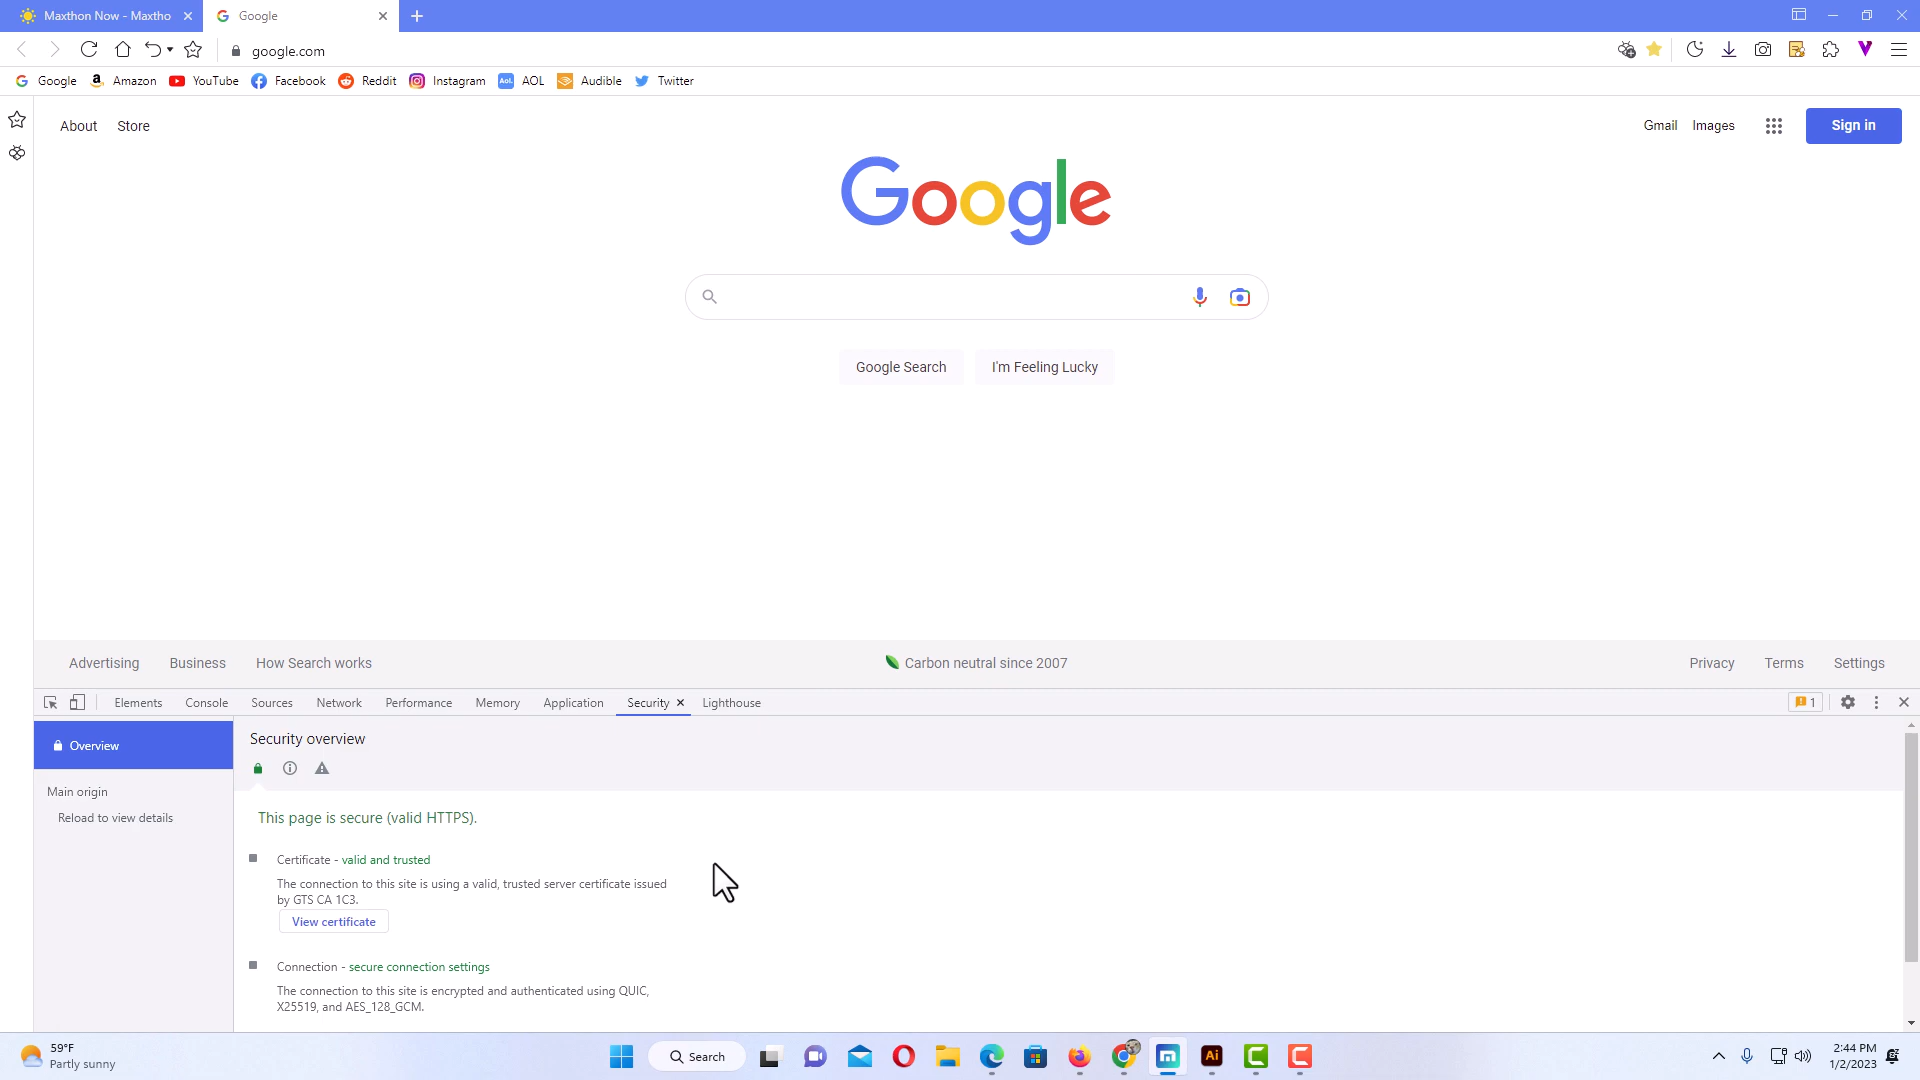 Maxthon Now - Maxtho
Google
google.com
Google Amazon YouTube Facebook Reddit Instagram Aol. AOL Audible Twitter
About Store
Gmail Images Sign in
Google
Google Search I'm Feeling Lucky
Advertising Business How Search works
Carbon neutral since 2007
Privacy Terms Settings
Elements Console Sources Network Performance Memory Application Security Lighthouse 1
Overview
Main origin
Reload to view details
Security overview
This page is secure (valid HTTPS).
Certificate - valid and trusted
The connection to this site is using a valid, trusted server certificate issued
by GTS CA 1C3.
View certificate
Connection - secure connection settings
The connection to this site is encrypted and authenticated using QUIC,
X25519, and AES_128_GCM.
59°F
Partly sunny
Search
Ai
2:44 PM
1/2/2023